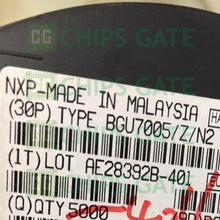 CHIPS GATE
NXP-MADE IN MALAYSIA
(30P) TYPE BGU7005/Z/N2
(1T) LOT AE28392B-401
(Q) QTY 5000